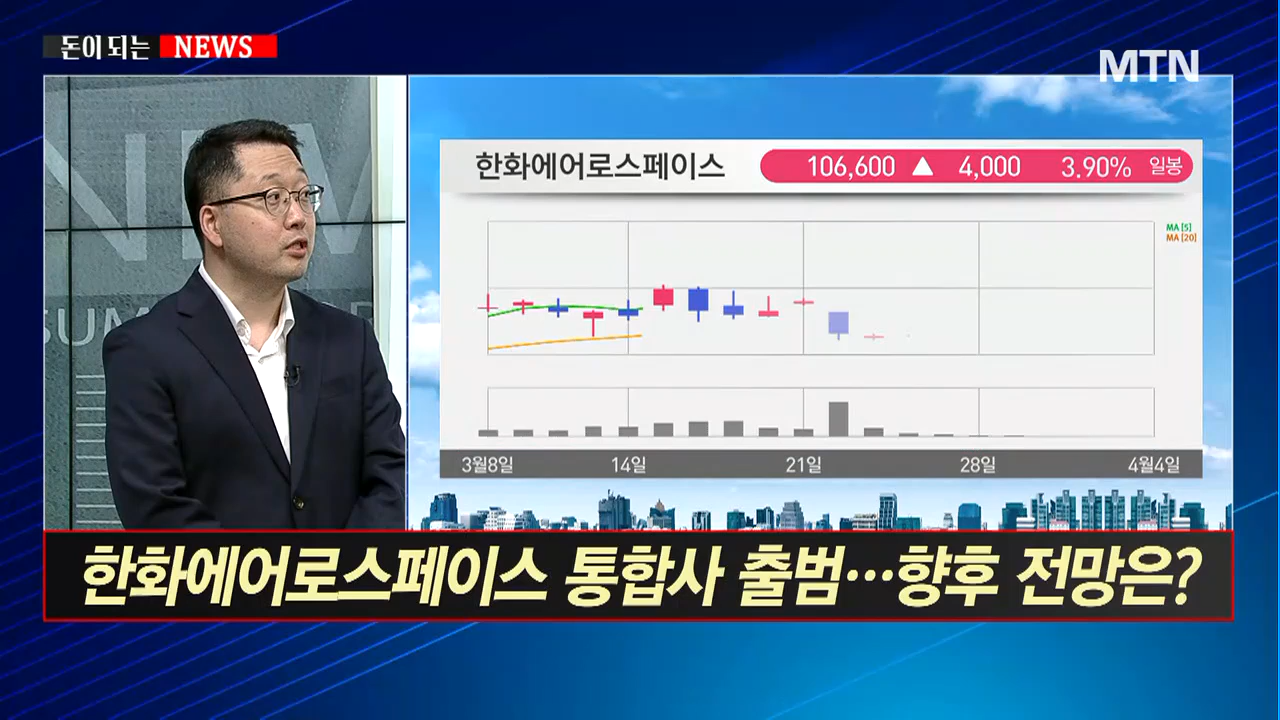 돈이 되는 NEWS
MTN
한화에어로스페이스 106,600 ▲ 4,000 3.90% 일봉
MA [5]
MA [20]
3월8일 14일 21일 28일 4월4일
한화에어로스페이스 통합사 출범…향후 전망은?